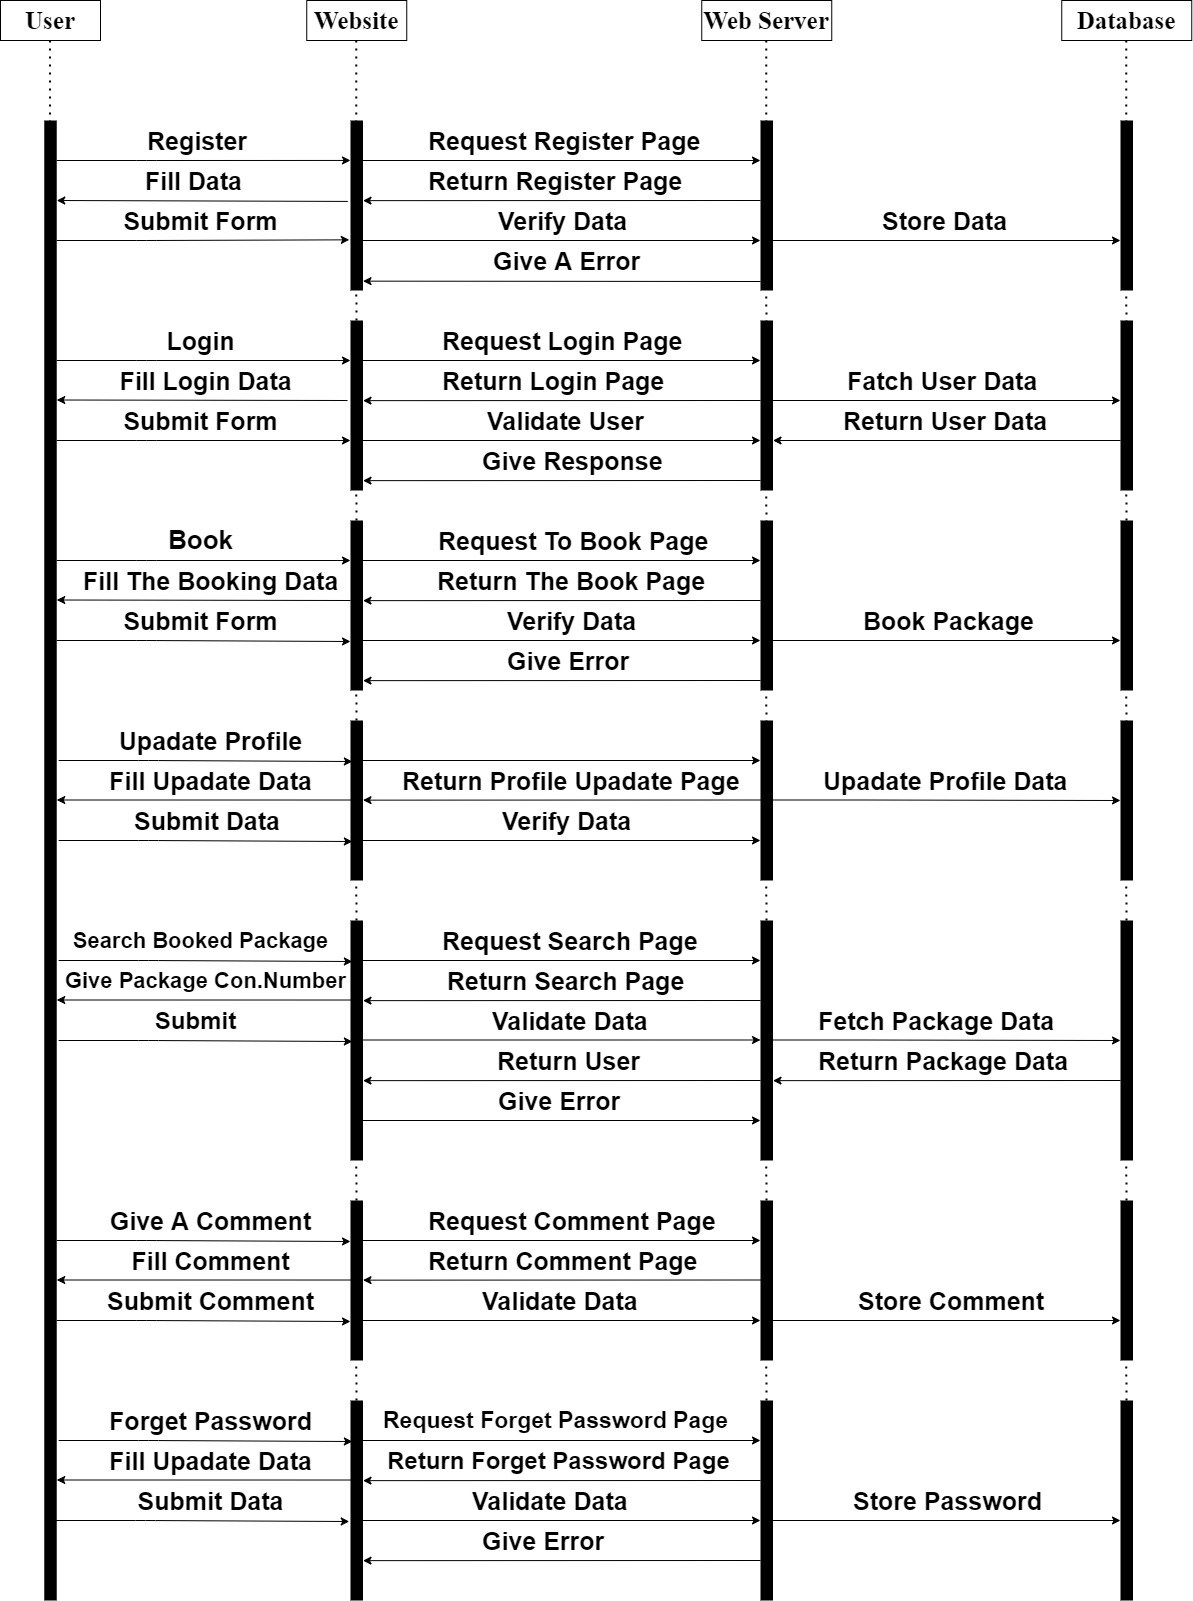 User
Website
Web Server
Database
Register
Request Register Page
Fill Data
Return Register Page
Submit Form
Verify Data
Store Data
Give A Error
Login
Request Login Page
Fill Login Data
Return Login Page
Fatch User Data
Submit Form
Validate User
Return User Data
Give Response
Book
Request To Book Page
Fill The Booking Data
Return The Book Page
Submit Form
Verify Data
Book Package
Give Error
Upadate Profile
Fill Upadate Data
Return Profile Upadate Page
Upadate Profile Data
Submit Data
Verify Data
Search Booked Package
Request Search Page
Give Package Con.Number
Return Search Page
Submit
Validate Data
Fetch Package Data
Return User
Return Package Data
Give Error
Give A Comment
Request Comment Page
Fill Comment
Return Comment Page
Submit Comment
Validate Data
Store Comment
Forget Password
Request Forget Password Page
Fill Upadate Data
Return Forget Password Page
Submit Data
Validate Data
Store Password
Give Error